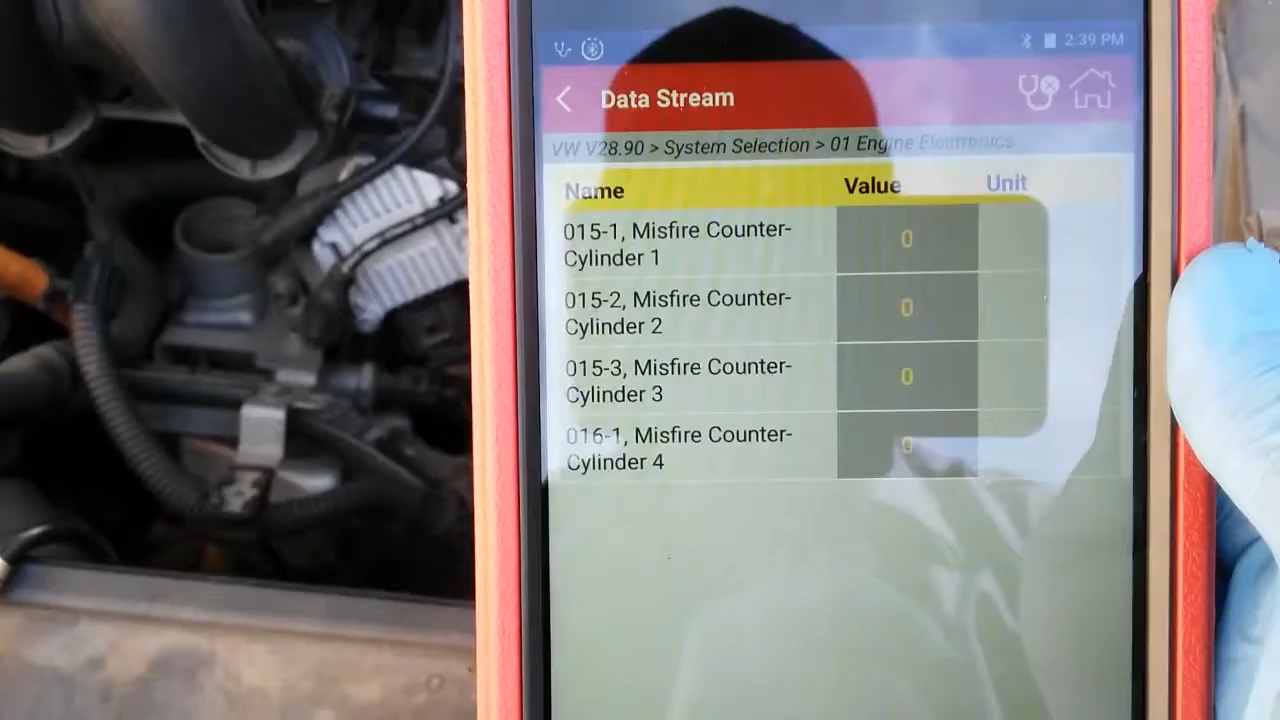 2:39 PM
Data Stream
VW V28.90 > System Selection > 01 Engine Electronics
Name Value Unit
015-1, Misfire Counter-
Cylinder 1
0
015-2, Misfire Counter-
Cylinder 2
0
015-3, Misfire Counter-
Cylinder 3
0
016-1, Misfire Counter-
Cylinder 4
0